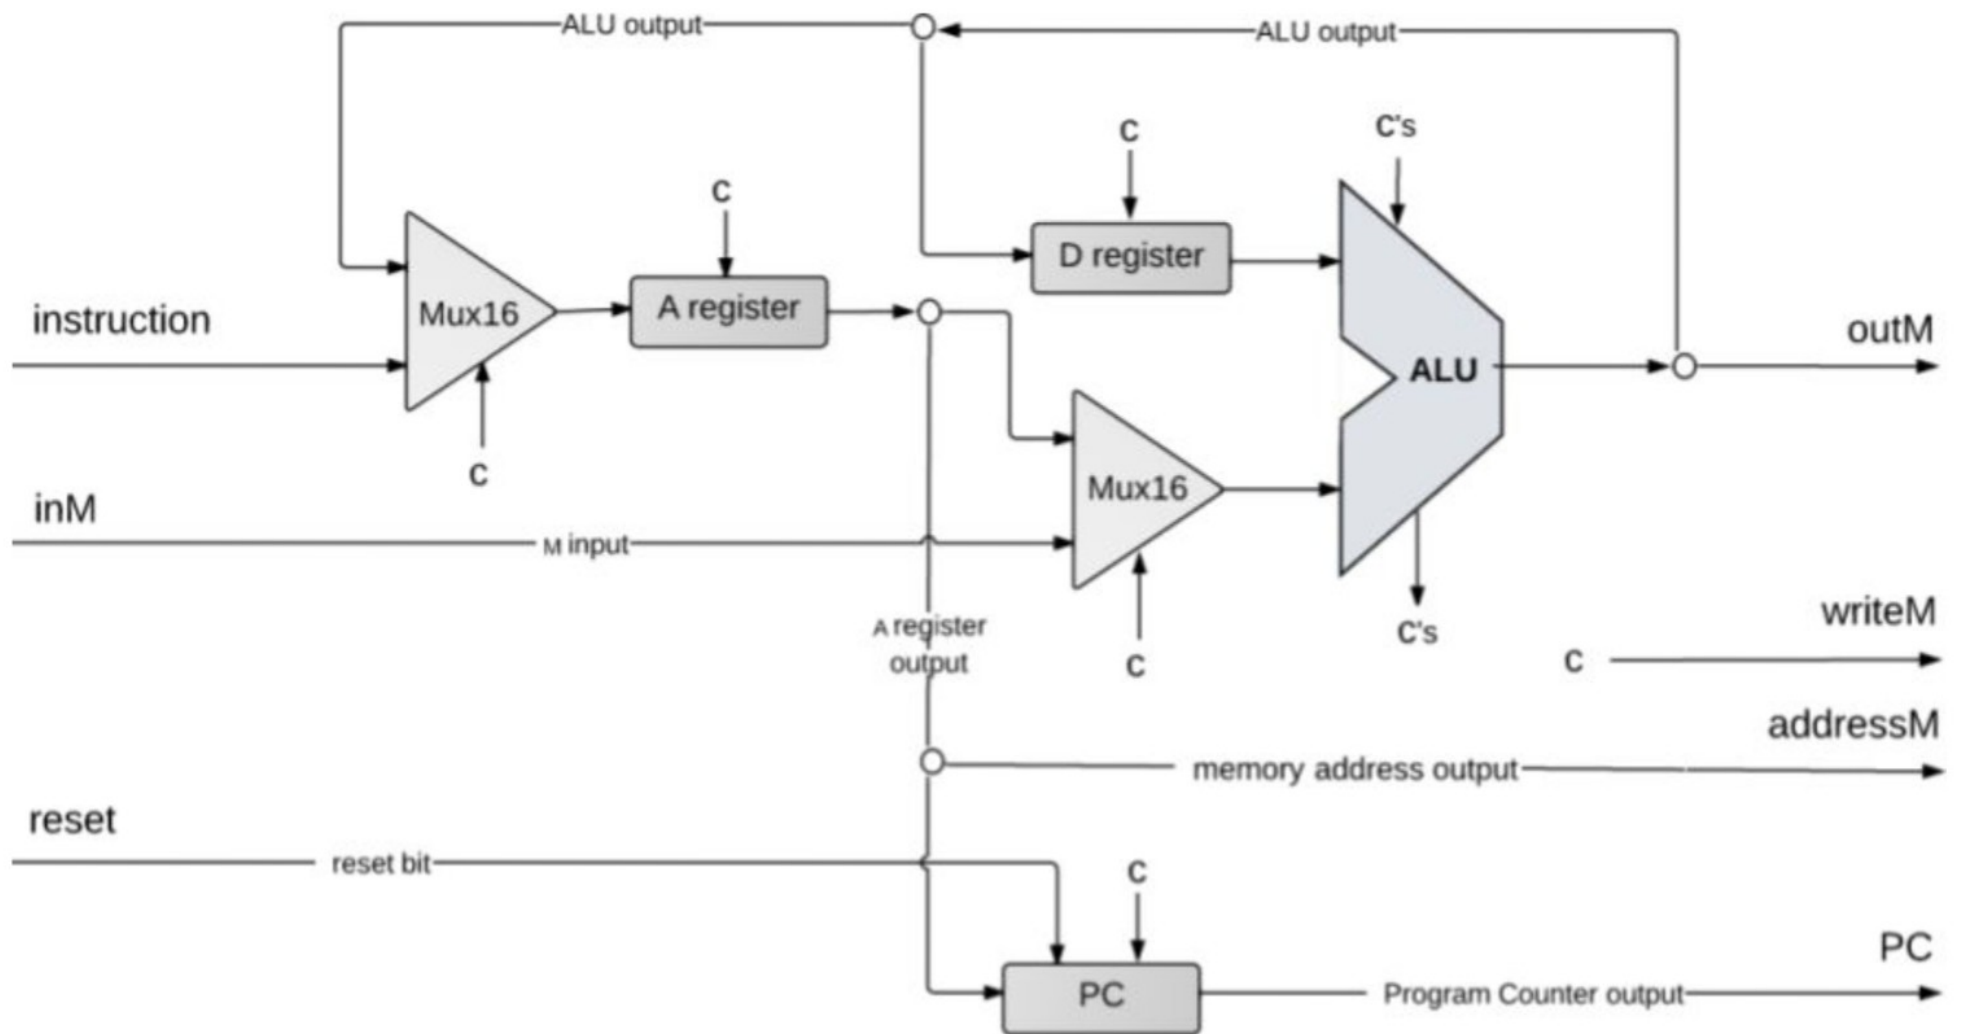 ALU output
ALU output
C
C's
C
D register
Mux16
A register
instruction
outM
ALU
C
Mux16
inM
M input
writeM
A register
output
C
C's
C
addressM
memory address output
reset
reset bit
C
PC
PC
Program Counter output